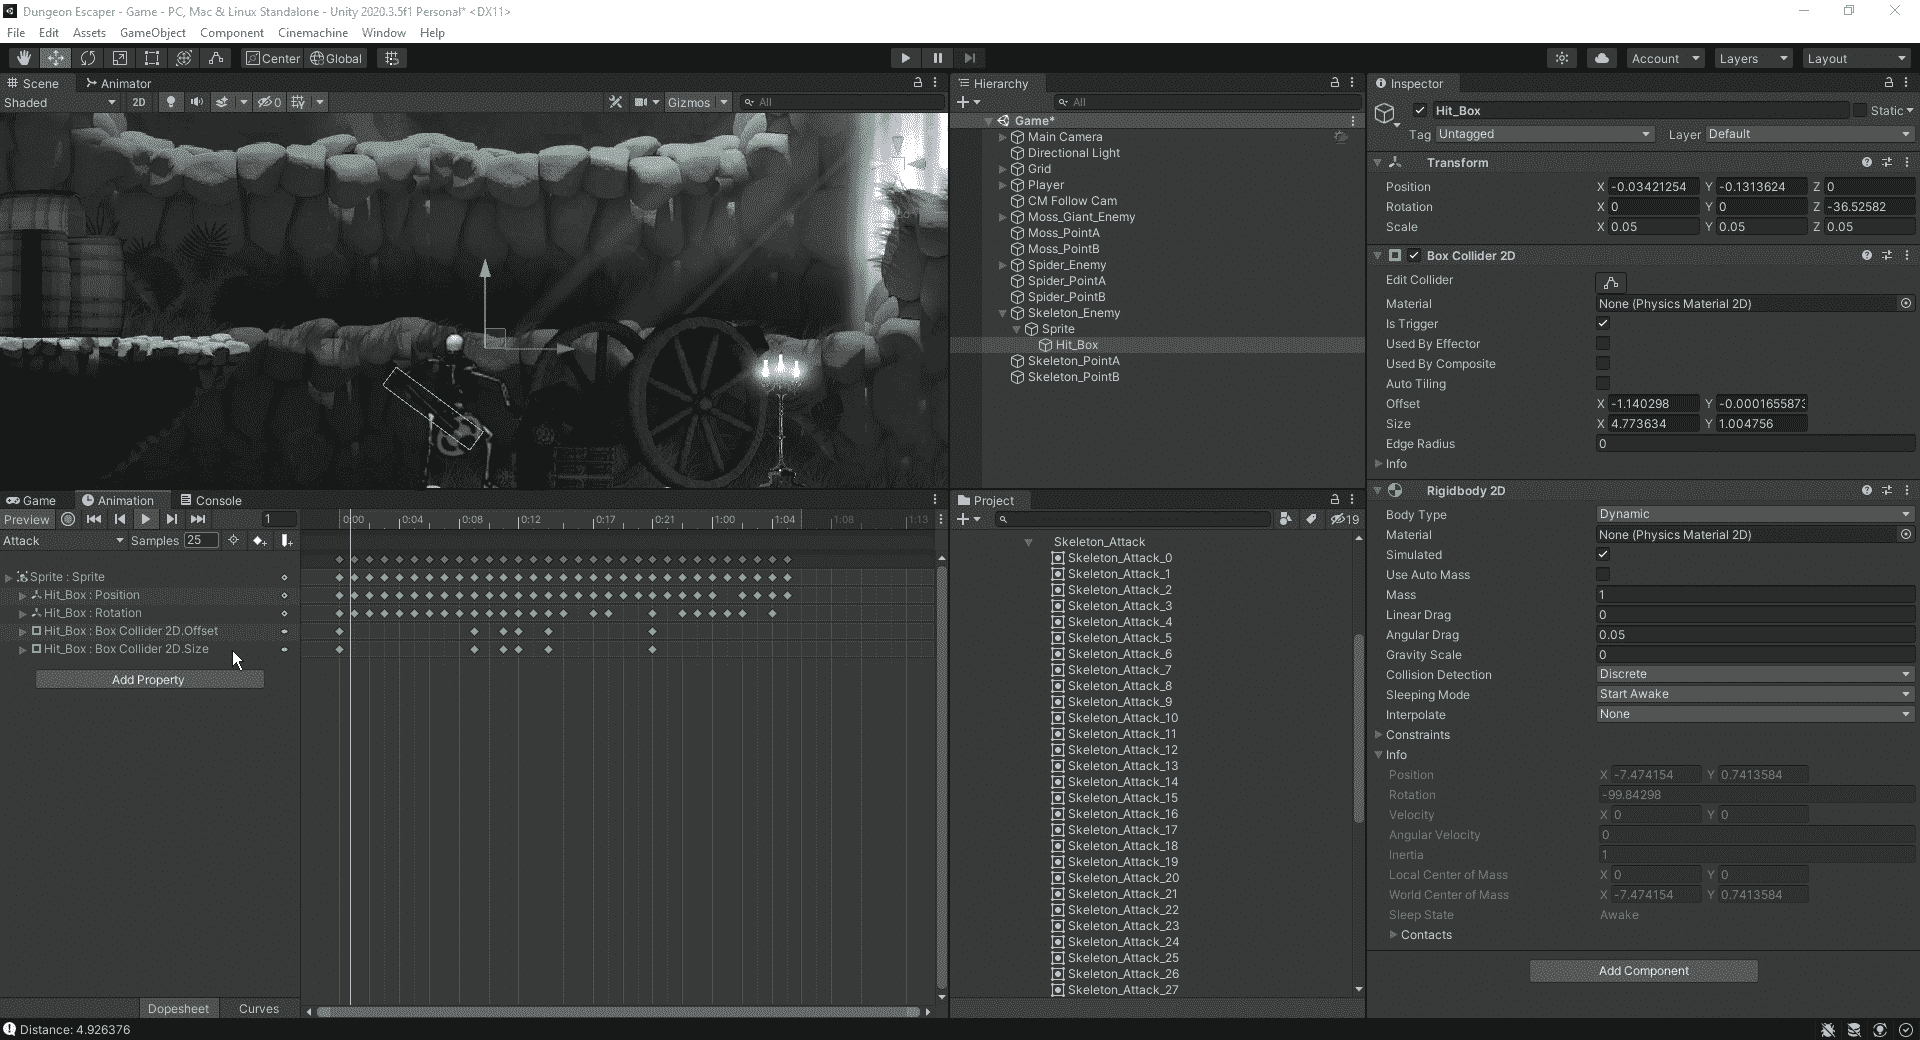 Dungeon Escaper - Game - PC, Mac & Linux Standalone - Unity 2020.3.5f1 Personal* <DX11>
File Edit Assets GameObject Component Cinemachine Window Help
Center Global Account Layers Layout
Scene Animator
Shaded 2D 0 Gizmos All
Hierarchy
All
Game*
Main Camera
Directional Light
Grid
Player
CM Follow Cam
Moss_Giant_Enemy
Moss_PointA
Moss_PointB
Spider_Enemy
Spider_PointA
Spider_PointB
Skeleton_Enemy
Sprite
Hit_Box
Skeleton_PointA
Skeleton_PointB
Inspector
Hit_Box Static
Tag Untagged Layer Default
Transform
Position X -0.03421254 Y -0.1313624 Z 0
Rotation X 0 Y 0 Z -36.52582
Scale X 0.05 Y 0.05 Z 0.05
Box Collider 2D
Edit Collider
Material None (Physics Material 2D)
Is Trigger
Used By Effector
Used By Composite
Auto Tiling
Offset X -1.140298 Y -0.0001655873
Size X 4.773634 Y 1.004756
Edge Radius 0
Info
Rigidbody 2D
Body Type Dynamic
Material None (Physics Material 2D)
Simulated
Use Auto Mass
Mass 1
Linear Drag 0
Angular Drag 0.05
Gravity Scale 0
Collision Detection Discrete
Sleeping Mode Start Awake
Interpolate None
Constraints
Info
Position X -7.474154 Y 0.7413584
Rotation -99.84298
Velocity X 0 Y 0
Angular Velocity 0
Inertia 1
Local Center of Mass X 0 Y 0
World Center of Mass X -7.474154 Y 0.7413584
Sleep State Awake
Contacts
Add Component
Game Animation Console
Preview 1 0:00 0:04 0:08 0:12 0:17 0:21 1:00 1:04 1:08 1:13
Attack Samples 25
Sprite : Sprite
Hit_Box : Position
Hit_Box : Rotation
Hit_Box : Box Collider 2D.Offset
Hit_Box : Box Collider 2D.Size
Add Property
Dopesheet Curves
Project
19
Skeleton_Attack
Skeleton_Attack_0
Skeleton_Attack_1
Skeleton_Attack_2
Skeleton_Attack_3
Skeleton_Attack_4
Skeleton_Attack_5
Skeleton_Attack_6
Skeleton_Attack_7
Skeleton_Attack_8
Skeleton_Attack_9
Skeleton_Attack_10
Skeleton_Attack_11
Skeleton_Attack_12
Skeleton_Attack_13
Skeleton_Attack_14
Skeleton_Attack_15
Skeleton_Attack_16
Skeleton_Attack_17
Skeleton_Attack_18
Skeleton_Attack_19
Skeleton_Attack_20
Skeleton_Attack_21
Skeleton_Attack_22
Skeleton_Attack_23
Skeleton_Attack_24
Skeleton_Attack_25
Skeleton_Attack_26
Skeleton_Attack_27
Distance: 4.926376